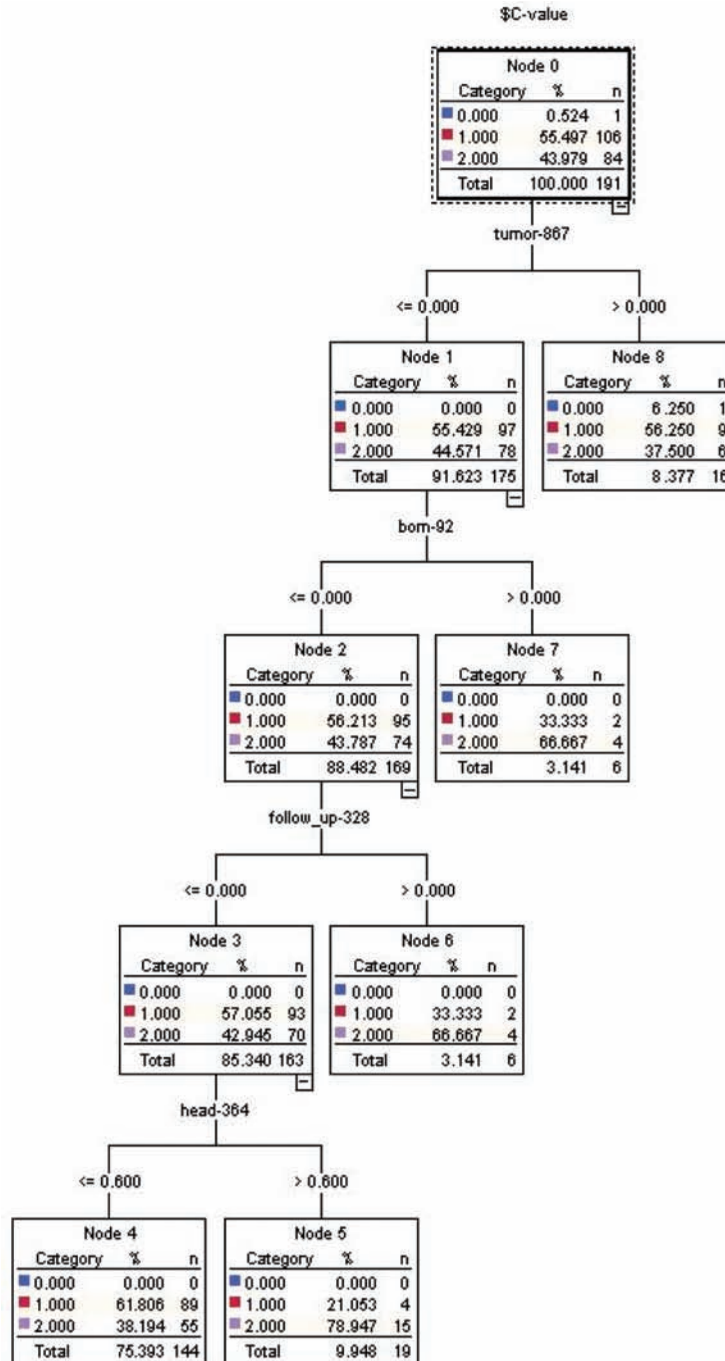 $C-value
Node 0
Category % n
0.000 0.524 1
1.000 55.497 106
2.000 43.979 84
Total 100.000 191
tumor-867
<= 0.000 > 0.000
Node 1
Category % n
0.000 0.000 0
1.000 55.429 97
2.000 44.571 78
Total 91.623 175
Node 8
Category % n
0.000 6.250 1
1.000 56.250 9
2.000 37.500 6
Total 8.377 16
born-92
<= 0.000 > 0.000
Node 2
Category % n
0.000 0.000 0
1.000 56.213 95
2.000 43.787 74
Total 88.482 169
Node 7
Category % n
0.000 0.000 0
1.000 33.333 2
2.000 66.667 4
Total 3.141 6
follow_up-328
<= 0.000 > 0.000
Node 3
Category % n
0.000 0.000 0
1.000 57.055 93
2.000 42.945 70
Total 85.340 163
Node 6
Category % n
0.000 0.000 0
1.000 33.333 2
2.000 66.667 4
Total 3.141 6
head-364
<= 0.600 > 0.600
Node 4
Category % n
0.000 0.000 0
1.000 61.806 89
2.000 38.194 55
Total 75.393 144
Node 5
Category % n
0.000 0.000 0
1.000 21.053 4
2.000 78.947 15
Total 9.948 19